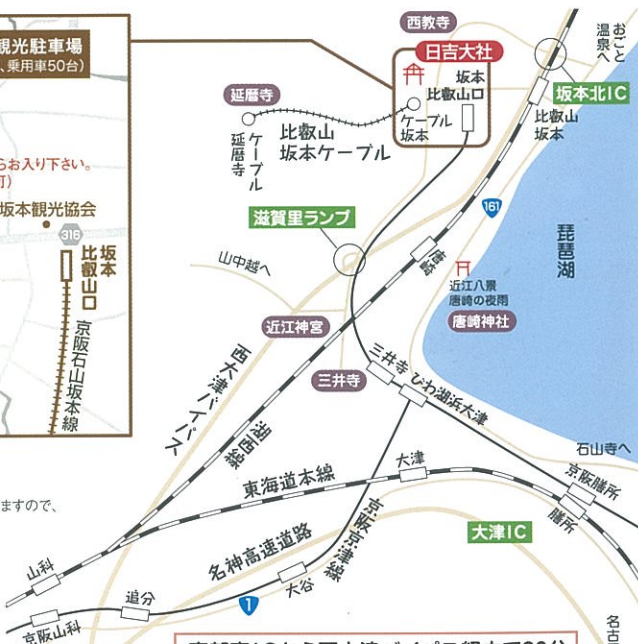 観光駐車場
、乗用車50台)
らお入り下さい。
町)
坂本観光協会
316
坂本
比叡山口
京阪石山坂本線
ますので、
西教寺
日吉大社
坂本
比叡山口
ケーブル
坂本
延暦寺
ケーブル
延暦寺
比叡山
坂本ケーブル
おごと
温泉へ
坂本北IC
比叡山
坂本
161
滋賀里ランプ
山中越へ
唐崎
琵琶湖
近江八景
唐崎の夜雨
唐崎神社
近江神宮
三井寺
三井寺
びわ湖浜大津
西大津バイパス
湖西線
石山寺へ
東海道本線
大津
京阪膳所
膳所
京阪京津線
大津IC
名神高速道路
山科
追分
大谷
京阪山科
1
名古